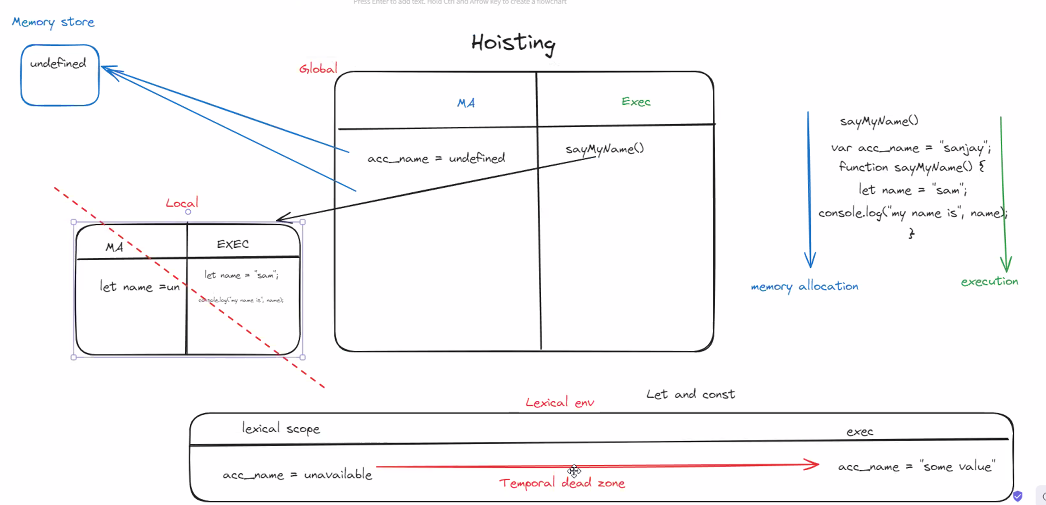 Press Enter to add text. Hold Ctrl and Arrow key to create a flowchart
Memory store
undefined
Hoisting
Global
MA
Exec
acc_name = undefined
sayMyName()
Local
MA
EXEC
let name =un
let name = "sam";
console.log("my name is", name);
sayMyName()
var acc_name = "sanjay";
function sayMyName() {
let name = "sam";
console.log("my name is", name);
}
memory allocation
execution
Let and const
Lexical env
lexical scope
exec
acc_name = unavailable
Temporal dead zone
acc_name = "some value"